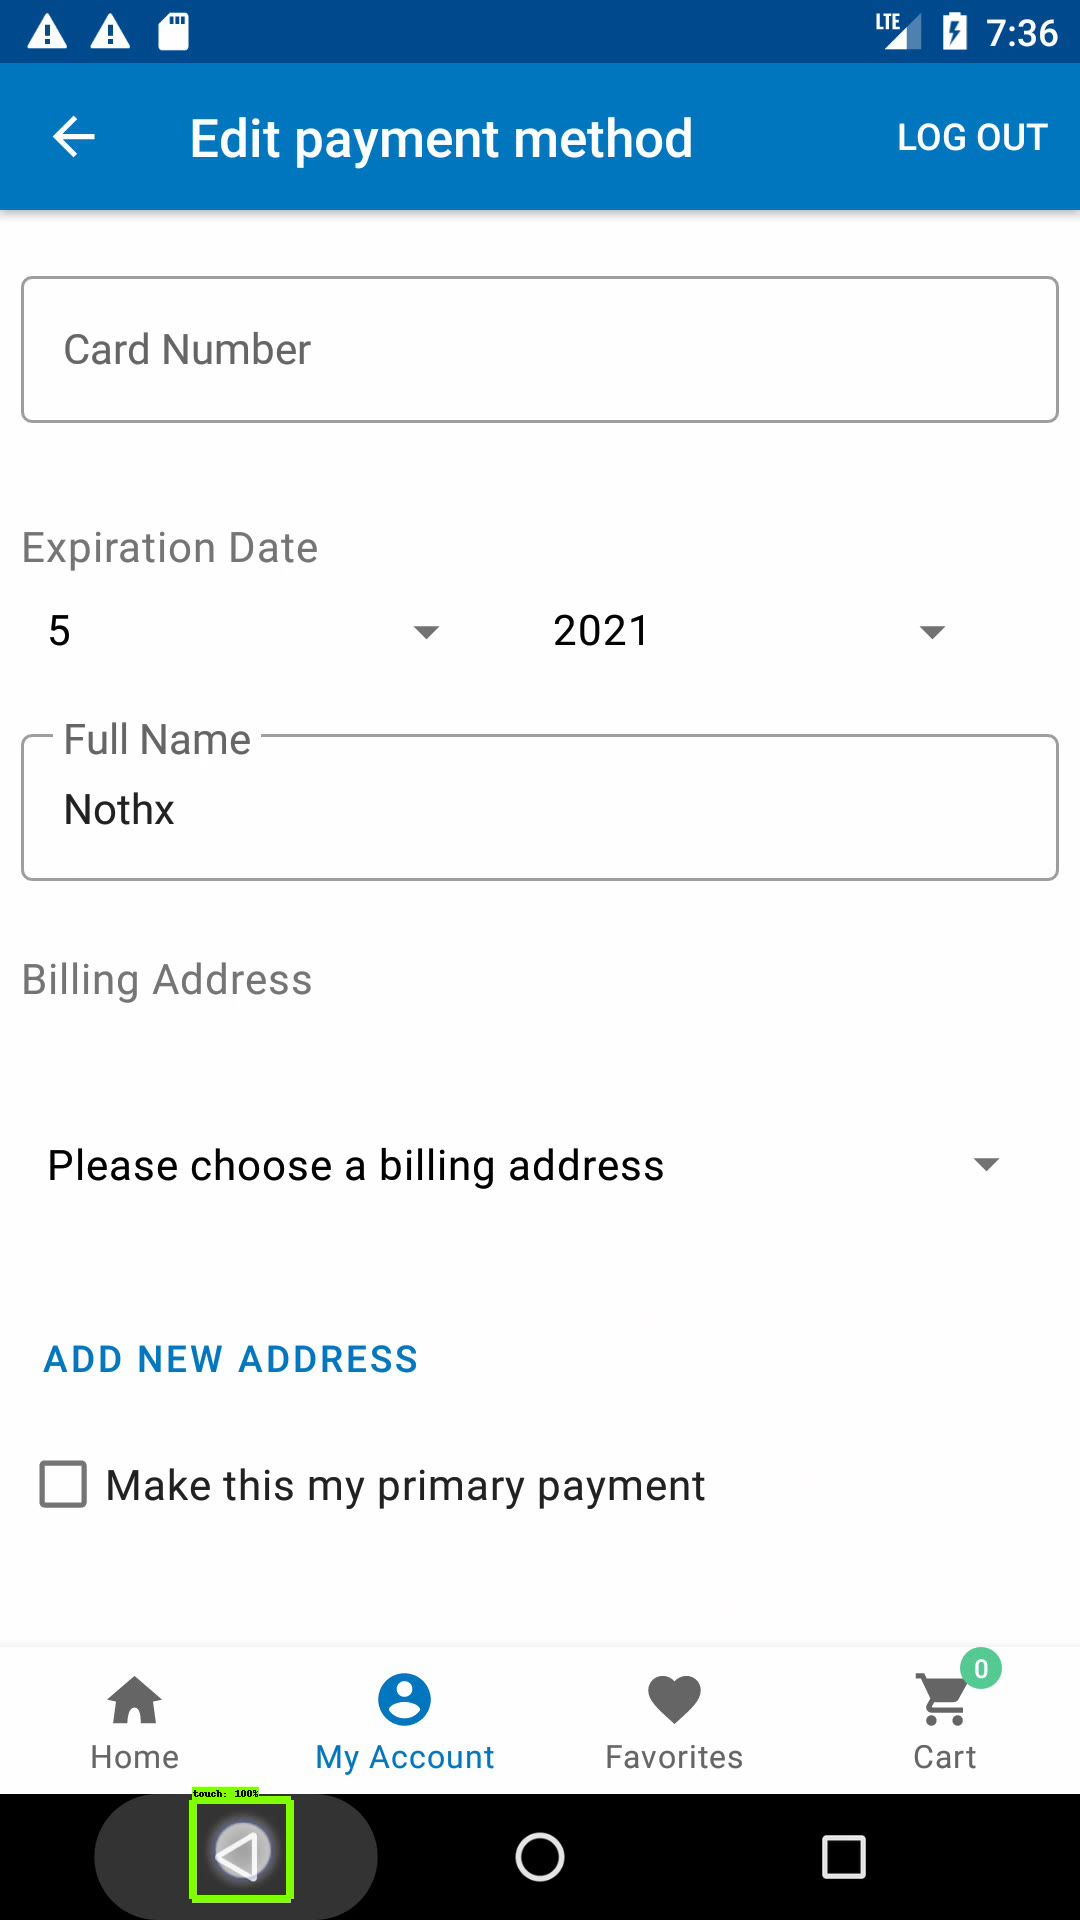 LTE 7:36
Edit payment method LOG OUT
Card Number
Expiration Date
5 2021
Full Name
Nothx
Billing Address
Please choose a billing address
ADD NEW ADDRESS
Make this my primary payment
0
Home My Account Favorites Cart
touch: 100%